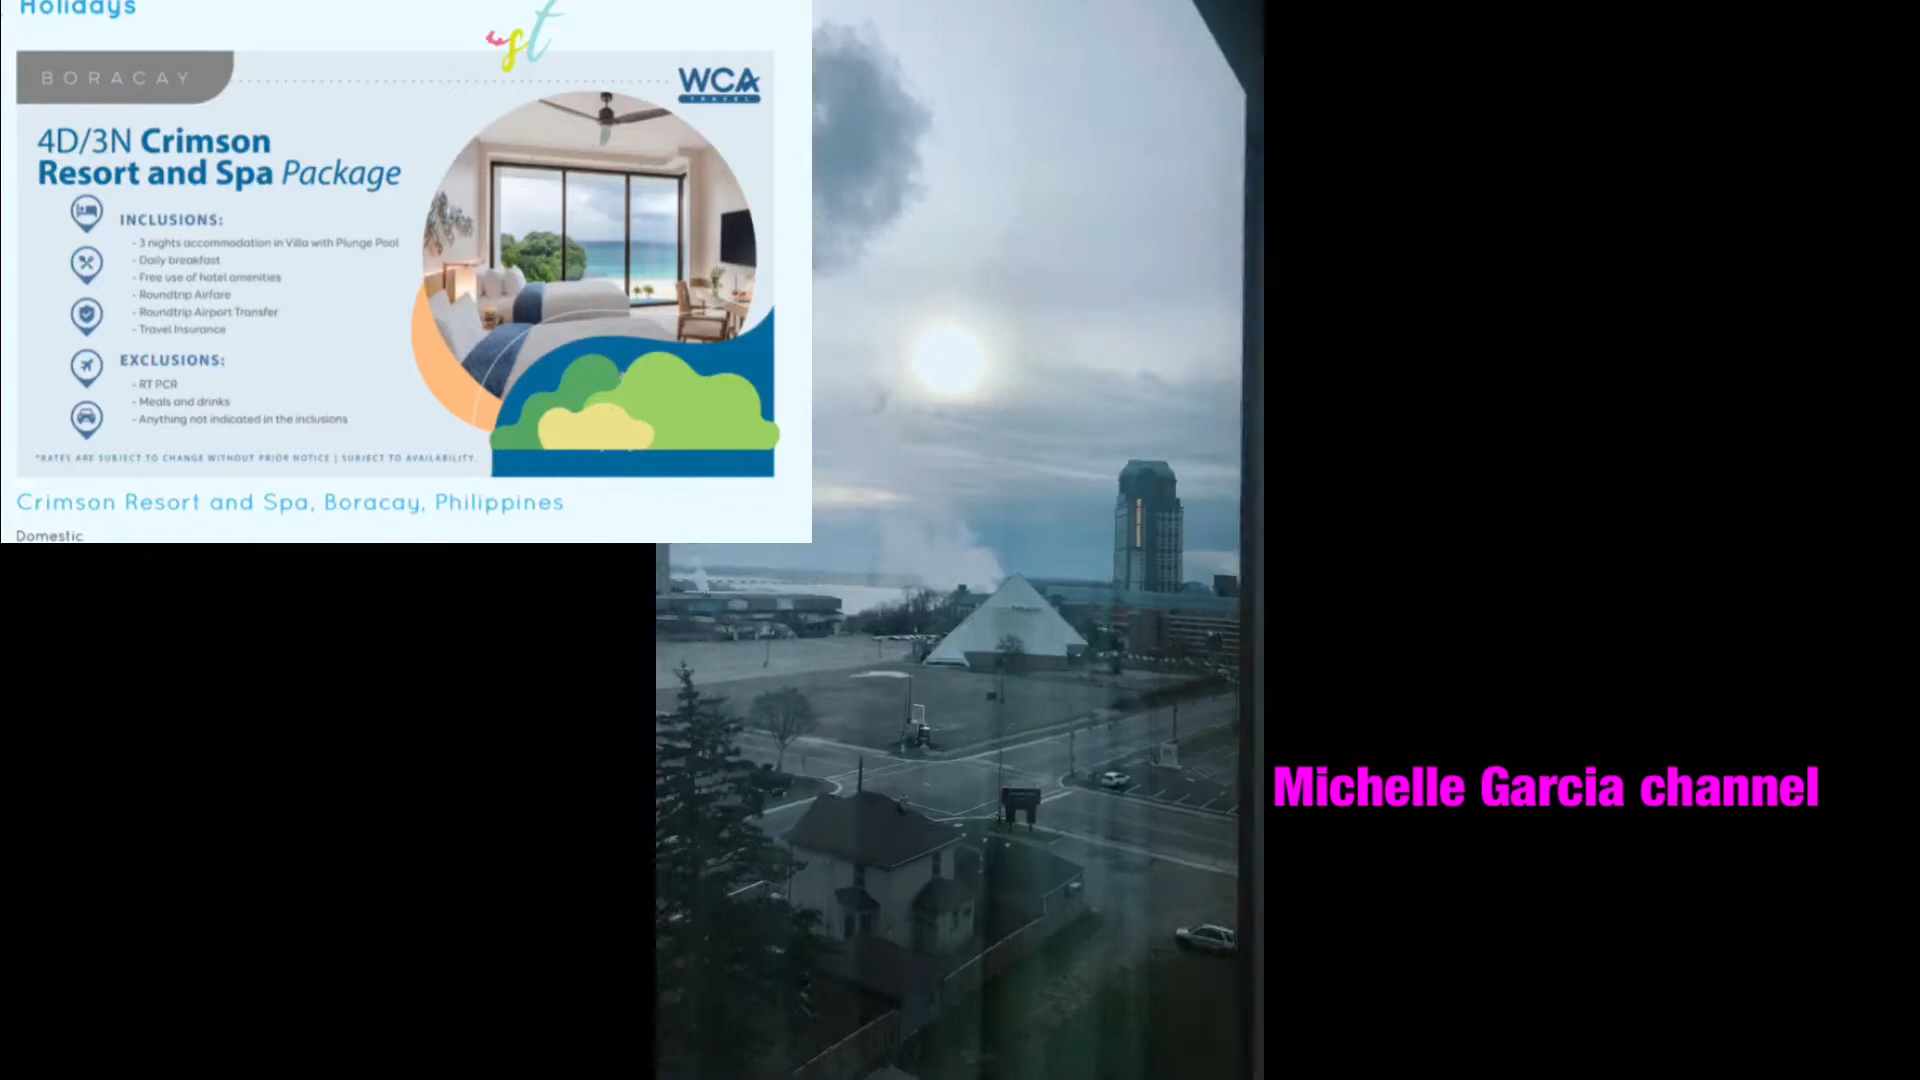 Holidays
st
BORACAY
WCA
TRAVEL
4D/3N Crimson
Resort and Spa Package
INCLUSIONS:
- 3 nights accommodation in Villa with Plunge Pool
- Daily breakfast
- Free use of hotel amenities
- Roundtrip Airfare
- Roundtrip Airport Transfer
- Travel Insurance
EXCLUSIONS:
- RT PCR
- Meals and drinks
- Anything not indicated in the inclusions
*RATES ARE SUBJECT TO CHANGE WITHOUT PRIOR NOTICE | SUBJECT TO AVAILABILITY.
Crimson Resort and Spa, Boracay, Philippines
Domestic
Michelle Garcia channel